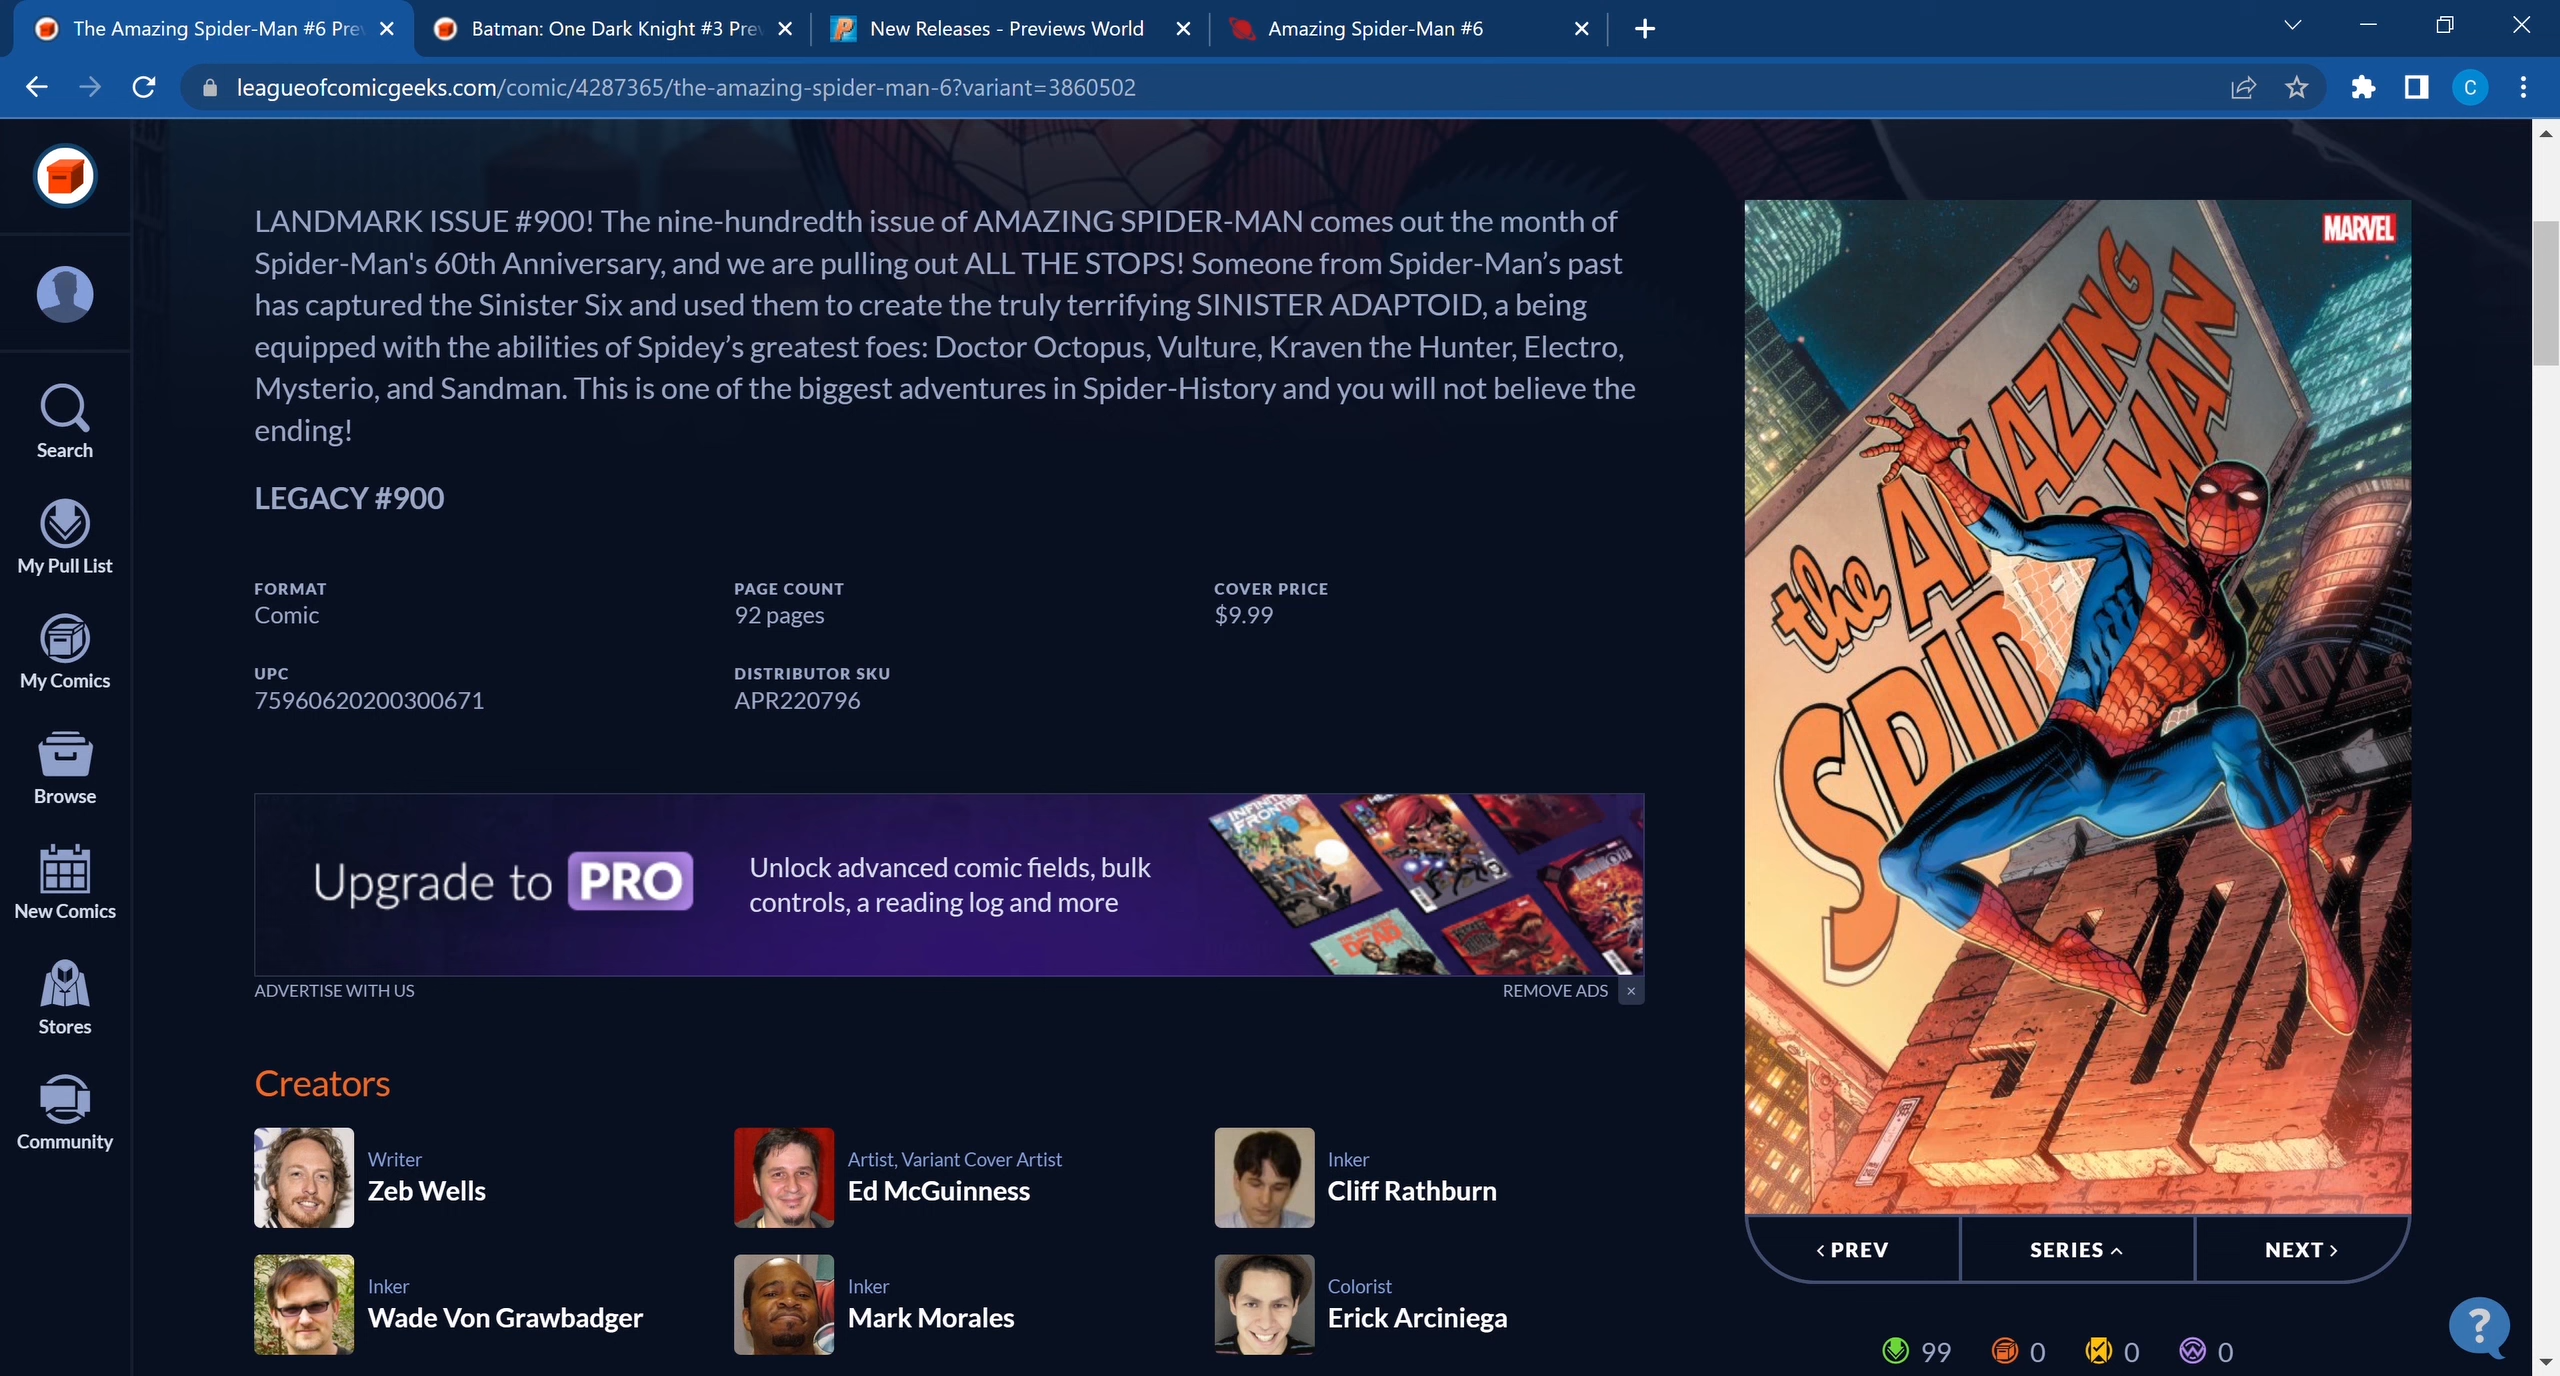 The Amazing Spider-Man #6 Pre
Batman: One Dark Knight #3 Pre
New Releases - Previews World
Amazing Spider-Man #6
leagueofcomicgeeks.com/comic/4287365/the-amazing-spider-man-6?variant=3860502
C
Search
My Pull List
My Comics
Browse
New Comics
Stores
Community
LANDMARK ISSUE #900! The nine-hundredth issue of AMAZING SPIDER-MAN comes out the month of
Spider-Man's 60th Anniversary, and we are pulling out ALL THE STOPS! Someone from Spider-Man’s past
has captured the Sinister Six and used them to create the truly terrifying SINISTER ADAPTOID, a being
equipped with the abilities of Spidey’s greatest foes: Doctor Octopus, Vulture, Kraven the Hunter, Electro,
Mysterio, and Sandman. This is one of the biggest adventures in Spider-History and you will not believe the
ending!
LEGACY #900
FORMAT
Comic
PAGE COUNT
92 pages
COVER PRICE
$9.99
UPC
75960620200300671
DISTRIBUTOR SKU
APR220796
Upgrade to PRO
Unlock advanced comic fields, bulk
controls, a reading log and more
INFINITE
FRONTIER
DEAD
ADVERTISE WITH US
REMOVE ADS ×
Creators
Writer
Zeb Wells
Artist, Variant Cover Artist
Ed McGuinness
Inker
Cliff Rathburn
Inker
Wade Von Grawbadger
Inker
Mark Morales
Colorist
Erick Arciniega
MARVEL
the AMAZING
SPID
MAN
900
‹ PREV
SERIES
NEXT ›
99
0
0
0
?